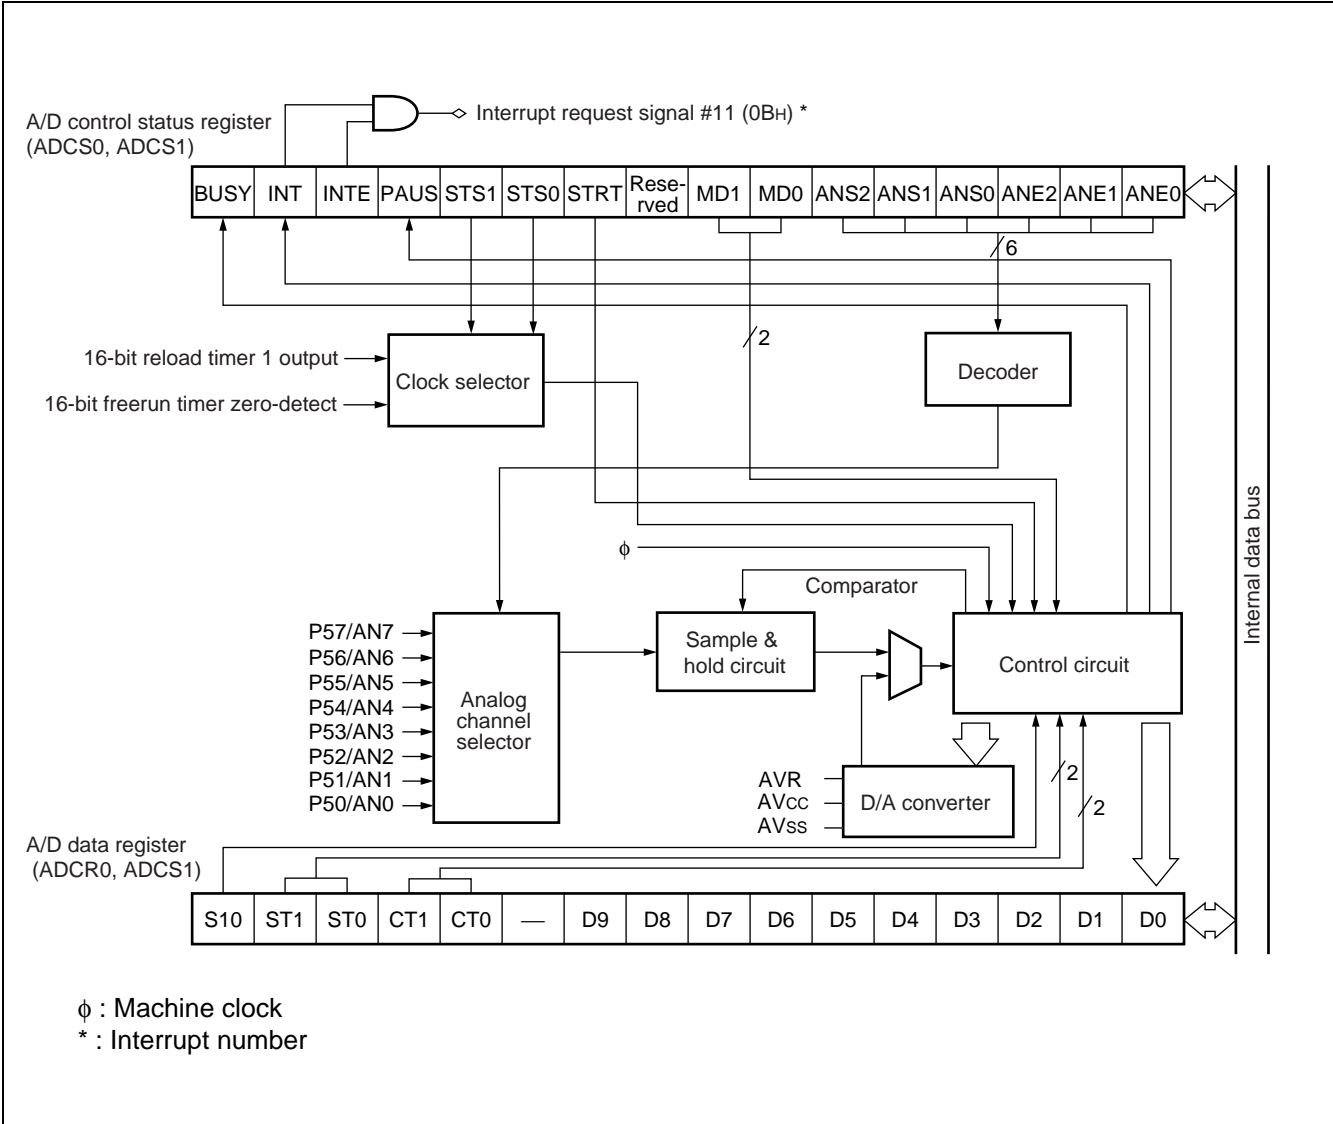 Interrupt request signal #11 (0BH) *
A/D control status register
(ADCS0, ADCS1)
BUSY INT INTE PAUS STS1 STS0 STRT Rese-
rved MD1 MD0 ANS2 ANS1 ANS0 ANE2 ANE1 ANE0
6
2
16-bit reload timer 1 output
Clock selector
16-bit freerun timer zero-detect
Decoder
Internal data bus
φ
Comparator
P57/AN7
P56/AN6
P55/AN5
P54/AN4
P53/AN3
P52/AN2
P51/AN1
P50/AN0
Analog
channel
selector
Sample &
hold circuit
Control circuit
AVR
AVCC
AVSS
D/A converter
2
2
A/D data register
(ADCR0, ADCS1)
S10 ST1 ST0 CT1 CT0 — D9 D8 D7 D6 D5 D4 D3 D2 D1 D0
φ : Machine clock
* : Interrupt number